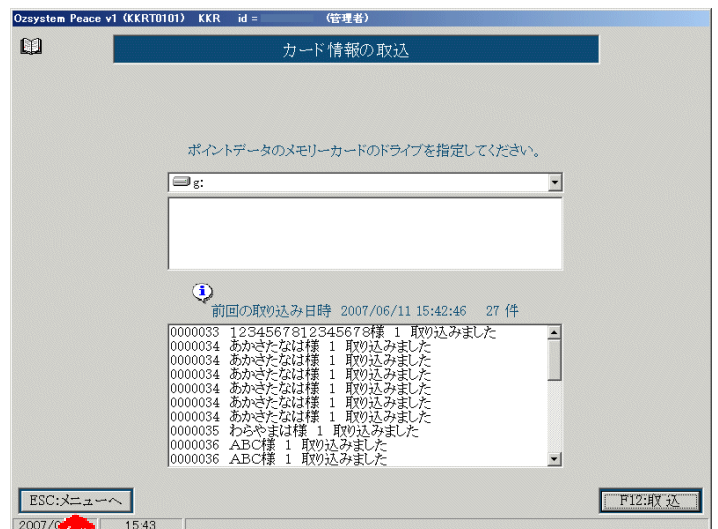 Ozsystem Peace v1 (KKRT0101) KKR id = (管理者)
カード情報の取込
ポイントデータのメモリーカードのドライブを指定してください。
g:
前回の取り込み日時 2007/06/11 15:42:46 27 件
0000033 1234567812345678様 1 取り込みました
0000034 あかさたなは様 1 取り込みました
0000034 あかさたなは様 1 取り込みました
0000034 あかさたなは様 1 取り込みました
0000034 あかさたなは様 1 取り込みました
0000034 あかさたなは様 1 取り込みました
0000034 あかさたなは様 1 取り込みました
0000035 わらやまは様 1 取り込みました
0000036 ABC様 1 取り込みました
0000036 ABC様 1 取り込みました
ESC:メニューへ F12:取 込
15:43